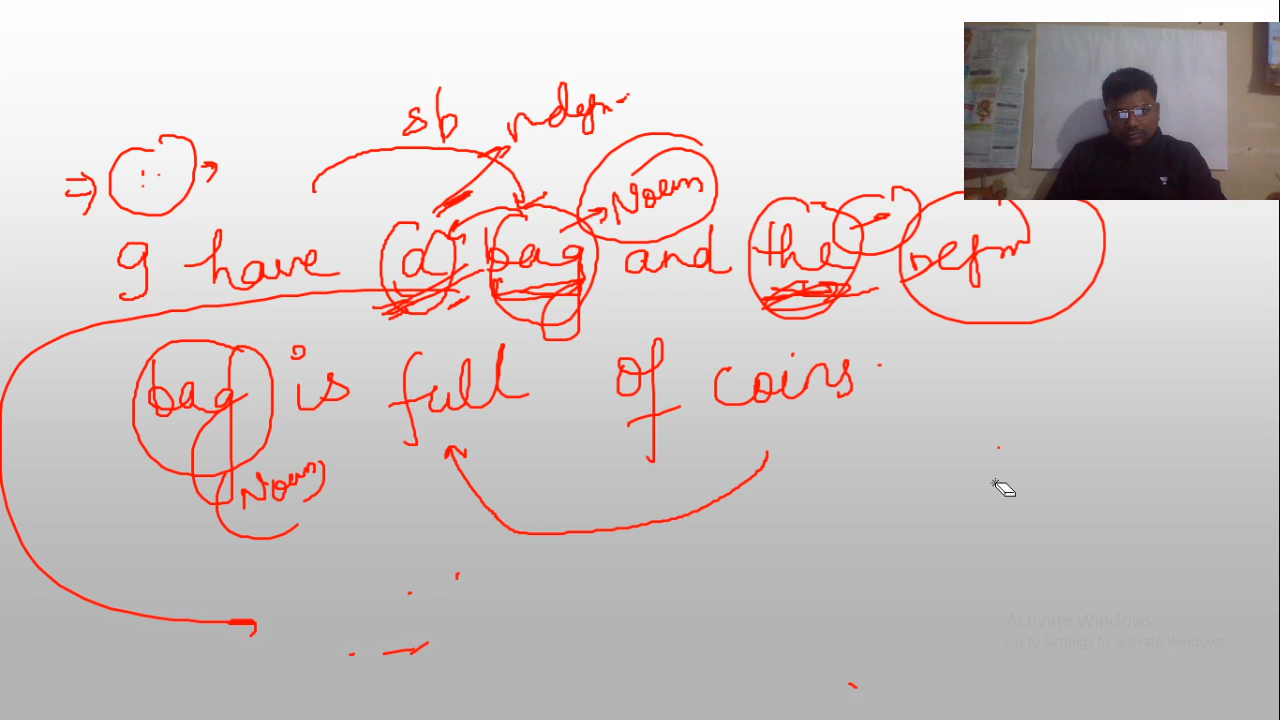 sb
Indefn.
Noun
I have a bag and the Defn
bag is full of coins.
Noun
Activate Windows
Go to Settings to activate Windows